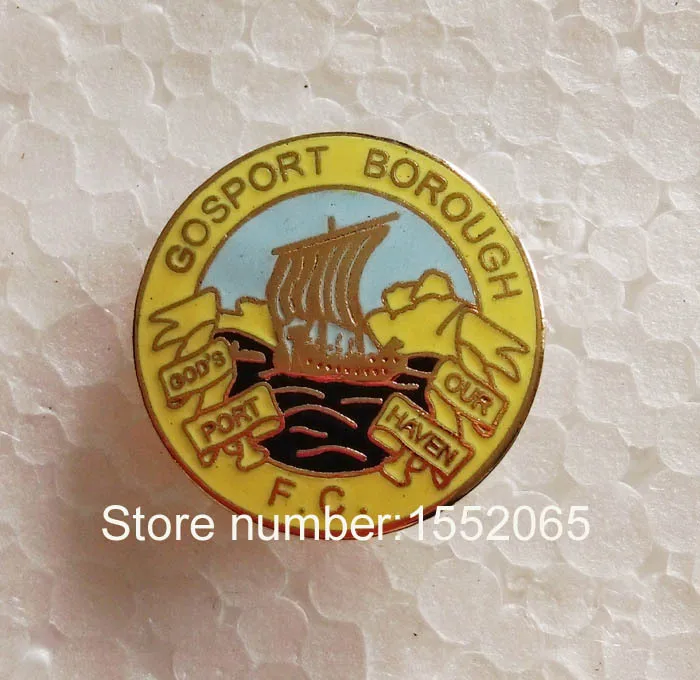 GOSPORT BOROUGH
GOD'S
PORT
OUR
HAVEN
F.C.
Store number:1552065